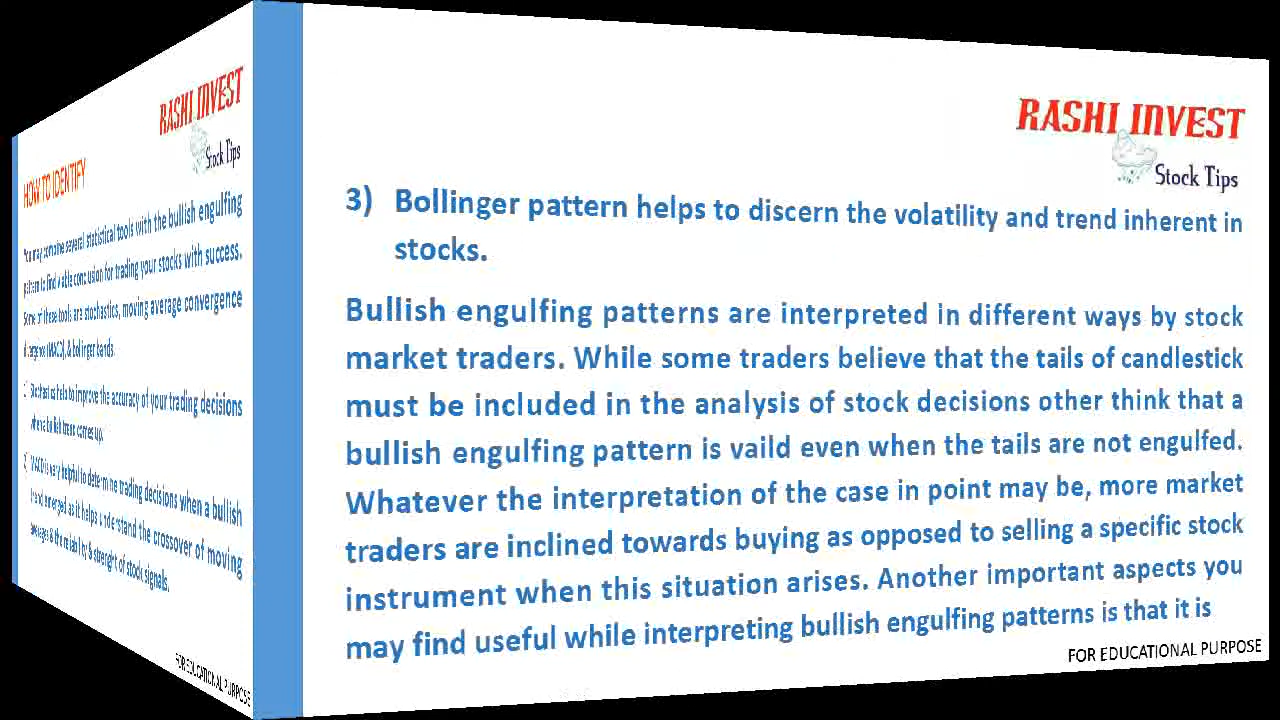 RASHI INVEST
Stock Tips
HOW TO IDENTIFY
You may combine several statistical tools with the bullish engulfing
pattern to find viable conclusion for trading your stocks with success.
Some of these tools are stochastics, moving average convergence
divergence (MACD), & bollinger bands.
1) Stochastics help to improve the accuracy of your trading decisions
when a bullish trend comes up.
2) MACD is very helpful to determine trading decisions when a bullish
trend emerged as it helps understand the crossover of moving
averages & the reliability & strenght of stock signals.
FOR EDUCATIONAL PURPOSE
RASHI INVEST
Stock Tips
3) Bollinger pattern helps to discern the volatility and trend inherent in
stocks.
Bullish engulfing patterns are interpreted in different ways by stock
market traders. While some traders believe that the tails of candlestick
must be included in the analysis of stock decisions other think that a
bullish engulfing pattern is vaild even when the tails are not engulfed.
Whatever the interpretation of the case in point may be, more market
traders are inclined towards buying as opposed to selling a specific stock
instrument when this situation arises. Another important aspects you
may find useful while interpreting bullish engulfing patterns is that it is
FOR EDUCATIONAL PURPOSE